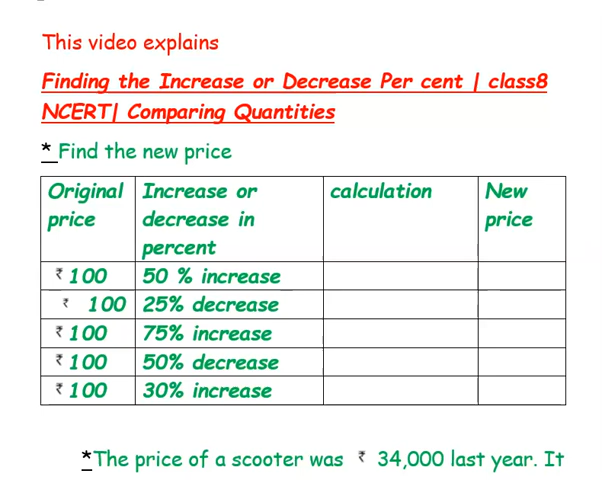 This video explains
Finding the Increase or Decrease Per cent | class8
NCERT| Comparing Quantities
* Find the new price
Original price | Increase or decrease in percent | calculation | New price
₹ 100 | 50 % increase
₹ 100 | 25% decrease
₹ 100 | 75% increase
₹ 100 | 50% decrease
₹ 100 | 30% increase
*The price of a scooter was ₹ 34,000 last year. It